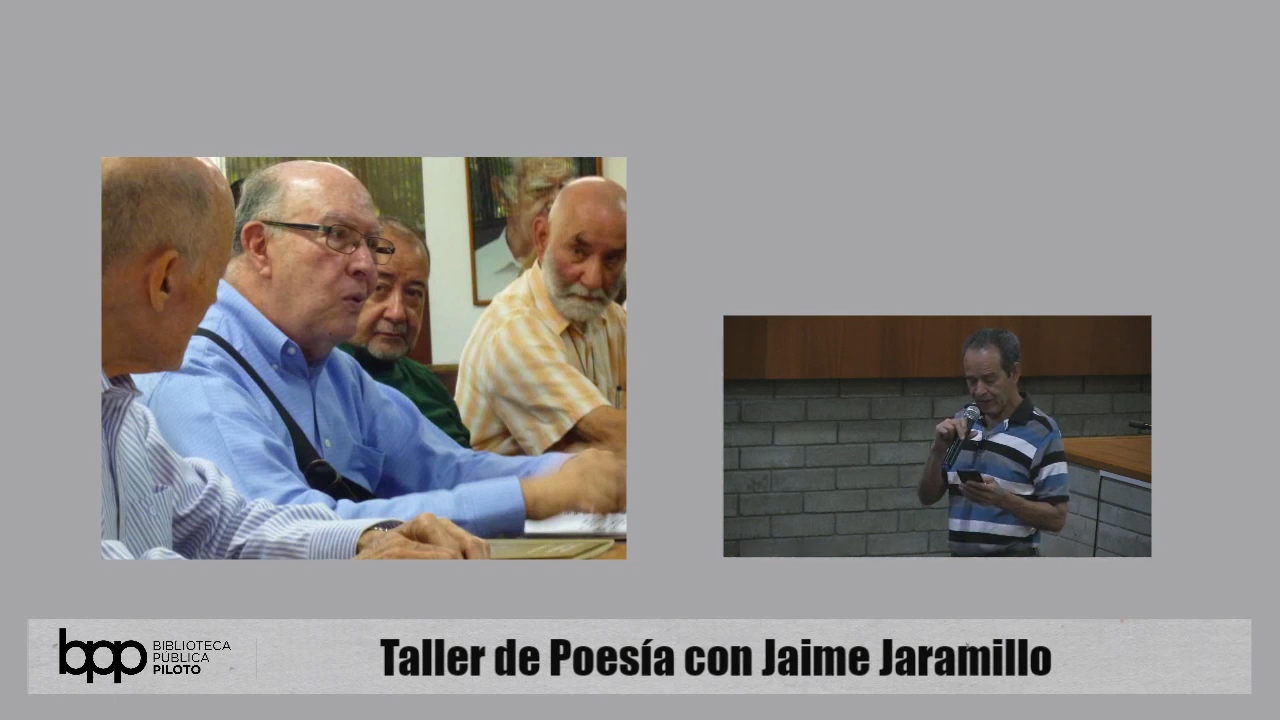 bpp
BIBLIOTECA
PÚBLICA
PILOTO
Taller de Poesía con Jaime Jaramillo